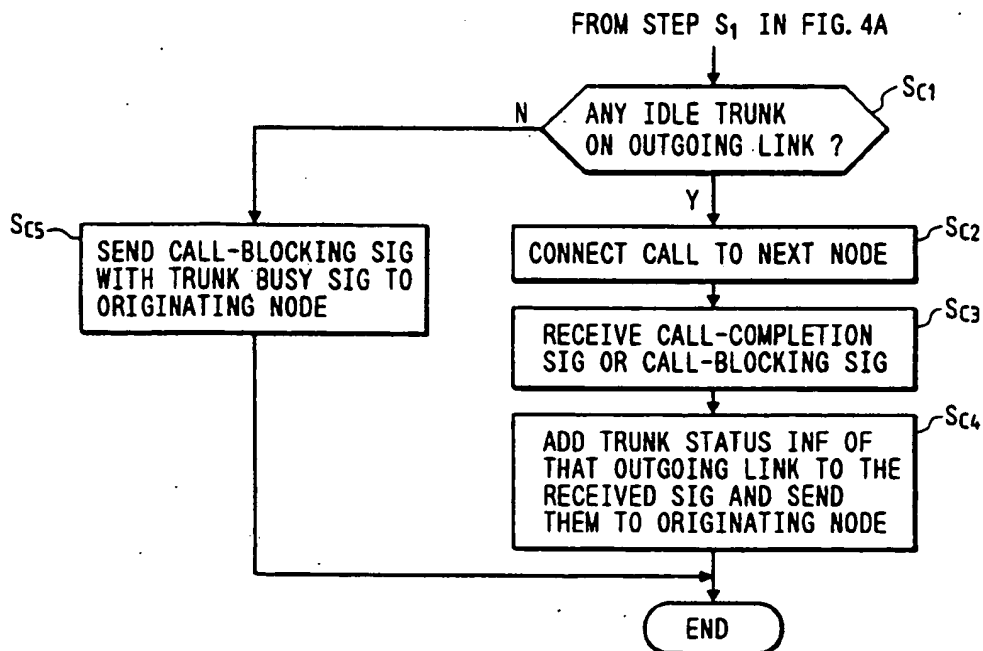 FROM STEP S1 IN FIG. 4A
SC1
ANY IDLE TRUNK
ON OUTGOING LINK ?
N
Y
SC5
SEND CALL-BLOCKING SIG
WITH TRUNK BUSY SIG TO
ORIGINATING NODE
SC2
CONNECT CALL TO NEXT NODE
SC3
RECEIVE CALL-COMPLETION
SIG OR CALL-BLOCKING SIG
SC4
ADD TRUNK STATUS INF OF
THAT OUTGOING LINK TO THE
RECEIVED SIG AND SEND
THEM TO ORIGINATING NODE
END